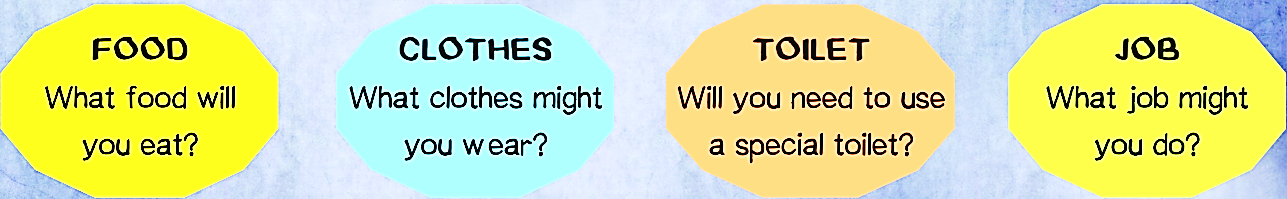 FOOD
What food will
you eat?
CLOTHES
What clothes might
you wear?
TOILET
Will you need to use
a special toilet?
JOB
What job might
you do?